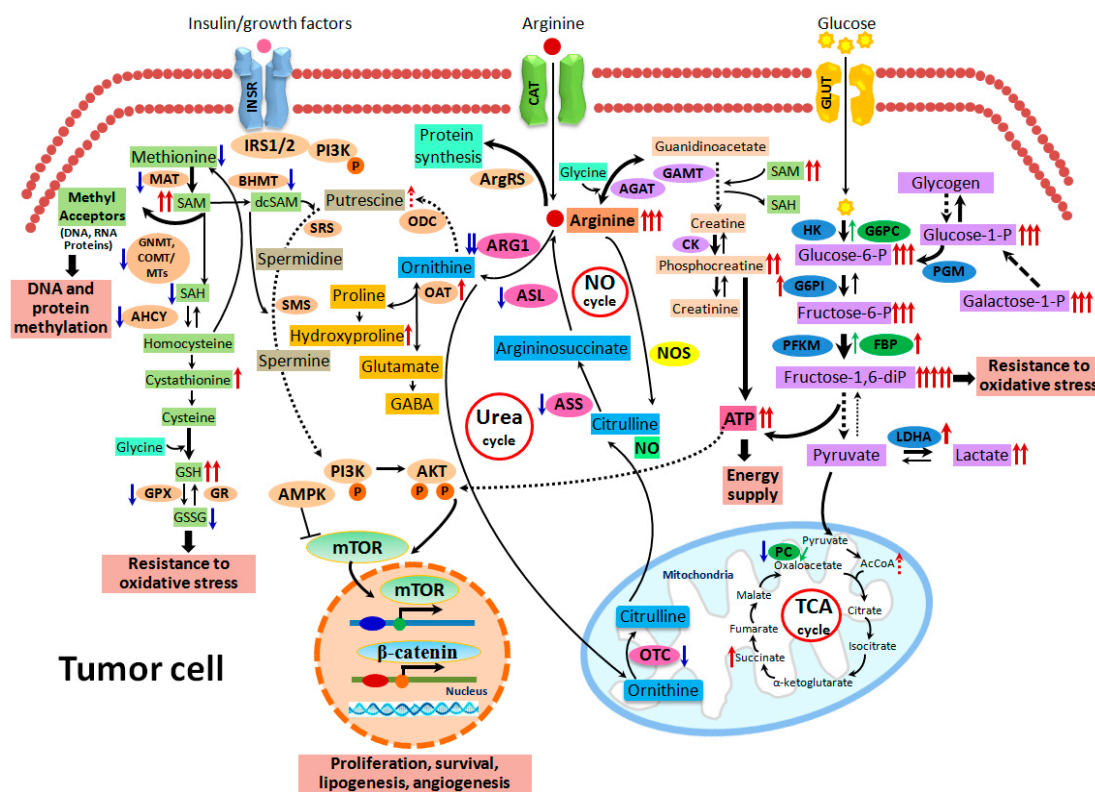 Insulin/growth factors
Arginine
Glucose
INSR
CAT
GLUT
IRS1/2
PI3K
P
Methionine
MAT
BHMT
SAM
dcSAM
Methyl
Acceptors
(DNA, RNA
Proteins)
GNMT,
COMT/
MTs
DNA and
protein
methylation
SAH
AHCY
Homocysteine
Cystathionine
Cysteine
Glycine
GSH
GPX
GR
GSSG
Resistance to
oxidative stress
Putrescine
SRS
ODC
Spermidine
SMS
Spermine
Protein
synthesis
ArgRS
Glycine
AGAT
GAMT
Guanidinoacetate
SAM
SAH
Arginine
Creatine
CK
Phosphocreatine
Creatinine
ARG1
Ornithine
OAT
Proline
Hydroxyproline
Glutamate
GABA
ASL
NO
cycle
NOS
Argininosuccinate
ASS
Citrulline
NO
Urea
cycle
Glycogen
HK
G6PC
Glucose-1-P
Glucose-6-P
PGM
G6PI
Galactose-1-P
Fructose-6-P
PFKM
FBP
Fructose-1,6-diP
Resistance to
oxidative stress
ATP
Energy
supply
LDHA
Pyruvate
Lactate
PI3K
P
AKT
P
P
AMPK
mTOR
mTOR
β-catenin
Nucleus
Proliferation, survival,
lipogenesis, angiogenesis
Tumor cell
Mitochondria
Citrulline
OTC
Ornithine
Pyruvate
PC
Oxaloacetate
AcCoA
Malate
TCA
cycle
Citrate
Fumarate
Isocitrate
Succinate
α-ketoglutarate